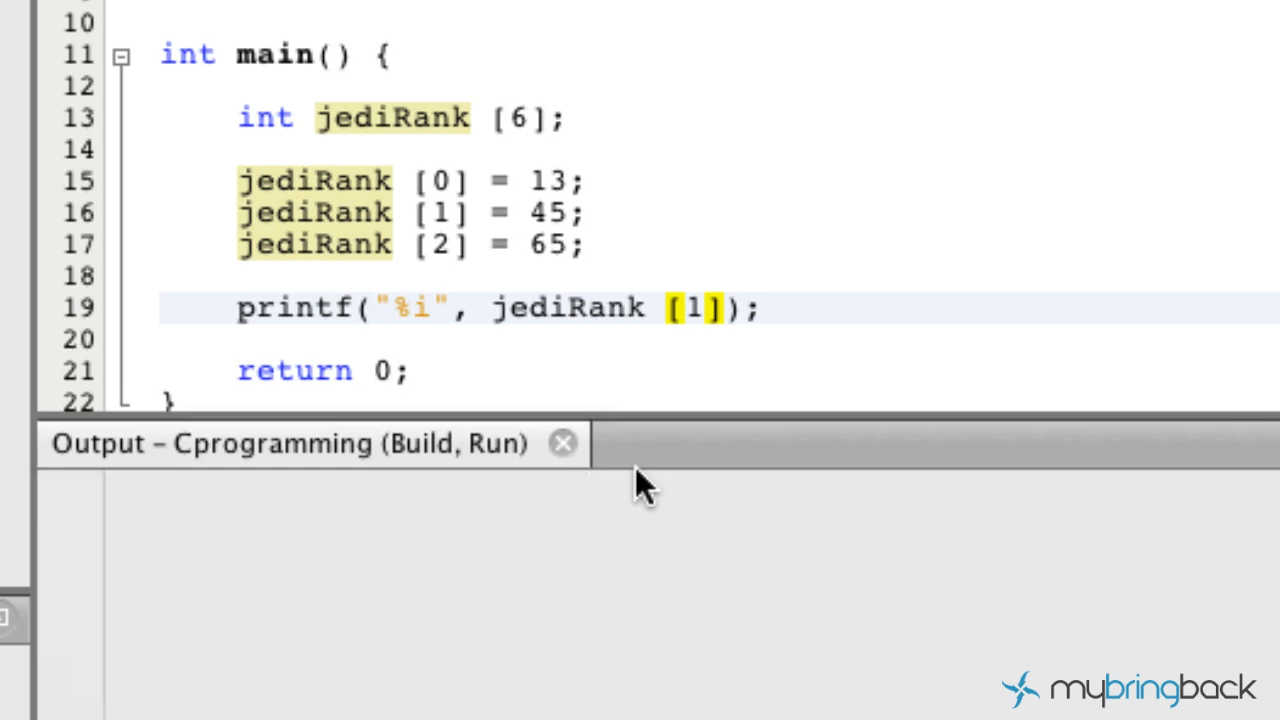 10
11 int main() {
12
13 int jediRank [6];
14
15 jediRank [0] = 13;
16 jediRank [1] = 45;
17 jediRank [2] = 65;
18
19 printf("%i", jediRank [1]);
20
21 return 0;
22 }
Output – Cprogramming (Build, Run)
mybringback